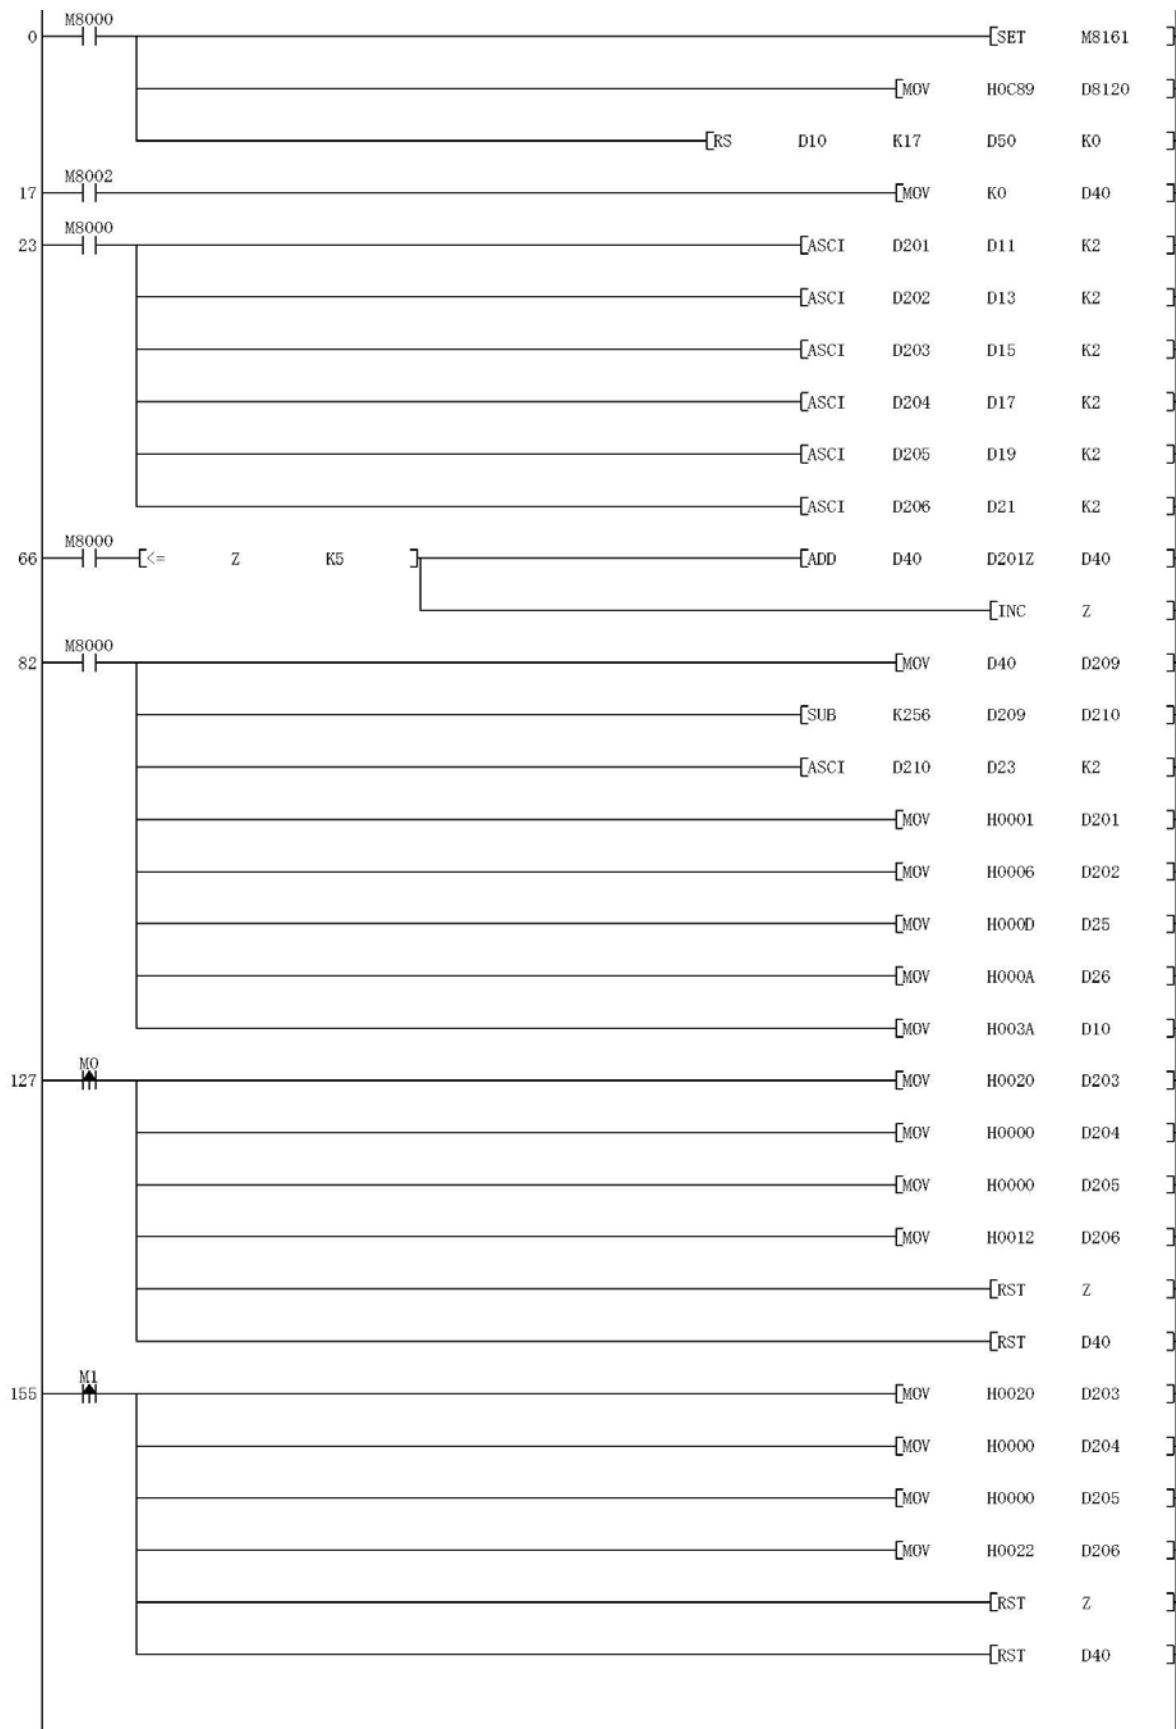 M8000
0 SET M8161
MOV H0C89 D8120
RS D10 K17 D50 K0
M8002
17 MOV K0 D40
M8000
23 ASCI D201 D11 K2
ASCI D202 D13 K2
ASCI D203 D15 K2
ASCI D204 D17 K2
ASCI D205 D19 K2
ASCI D206 D21 K2
M8000
66 <= Z K5 ADD D40 D201Z D40
INC Z
M8000
82 MOV D40 D209
SUB K256 D209 D210
ASCI D210 D23 K2
MOV H0001 D201
MOV H0006 D202
MOV H000D D25
MOV H000A D26
MOV H003A D10
M0
127 MOV H0020 D203
MOV H0000 D204
MOV H0000 D205
MOV H0012 D206
RST Z
RST D40
M1
155 MOV H0020 D203
MOV H0000 D204
MOV H0000 D205
MOV H0022 D206
RST Z
RST D40